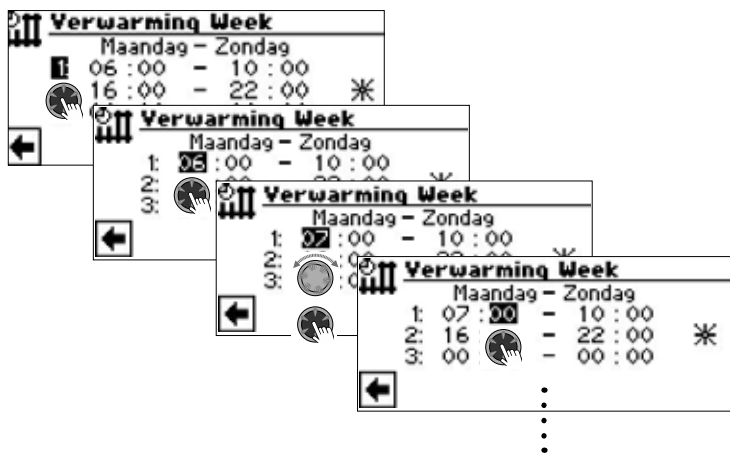 Verwarming Week
Maandag – Zondag
1: 06 : 00 – 10 : 00
16 : 00 – 22 : 00
Verwarming Week
Maandag – Zondag
1: 06 : 00 – 10 : 00
2:
3:
Verwarming Week
Maandag – Zondag
1: 07 : 00 – 10 : 00
2:
3:
Verwarming Week
Maandag – Zondag
1: 07 : 00 – 10 : 00
2: 16 – 22 : 00
3: 00 – 00 : 00